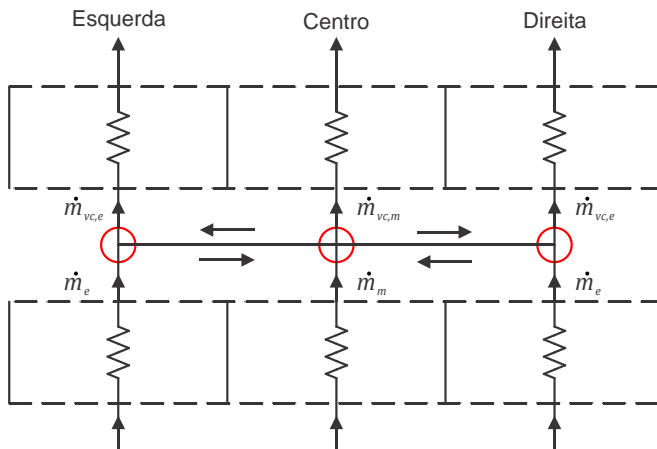 Esquerda Centro Direita
ṁvc,e ṁvc,m ṁvc,e
ṁe ṁm ṁe